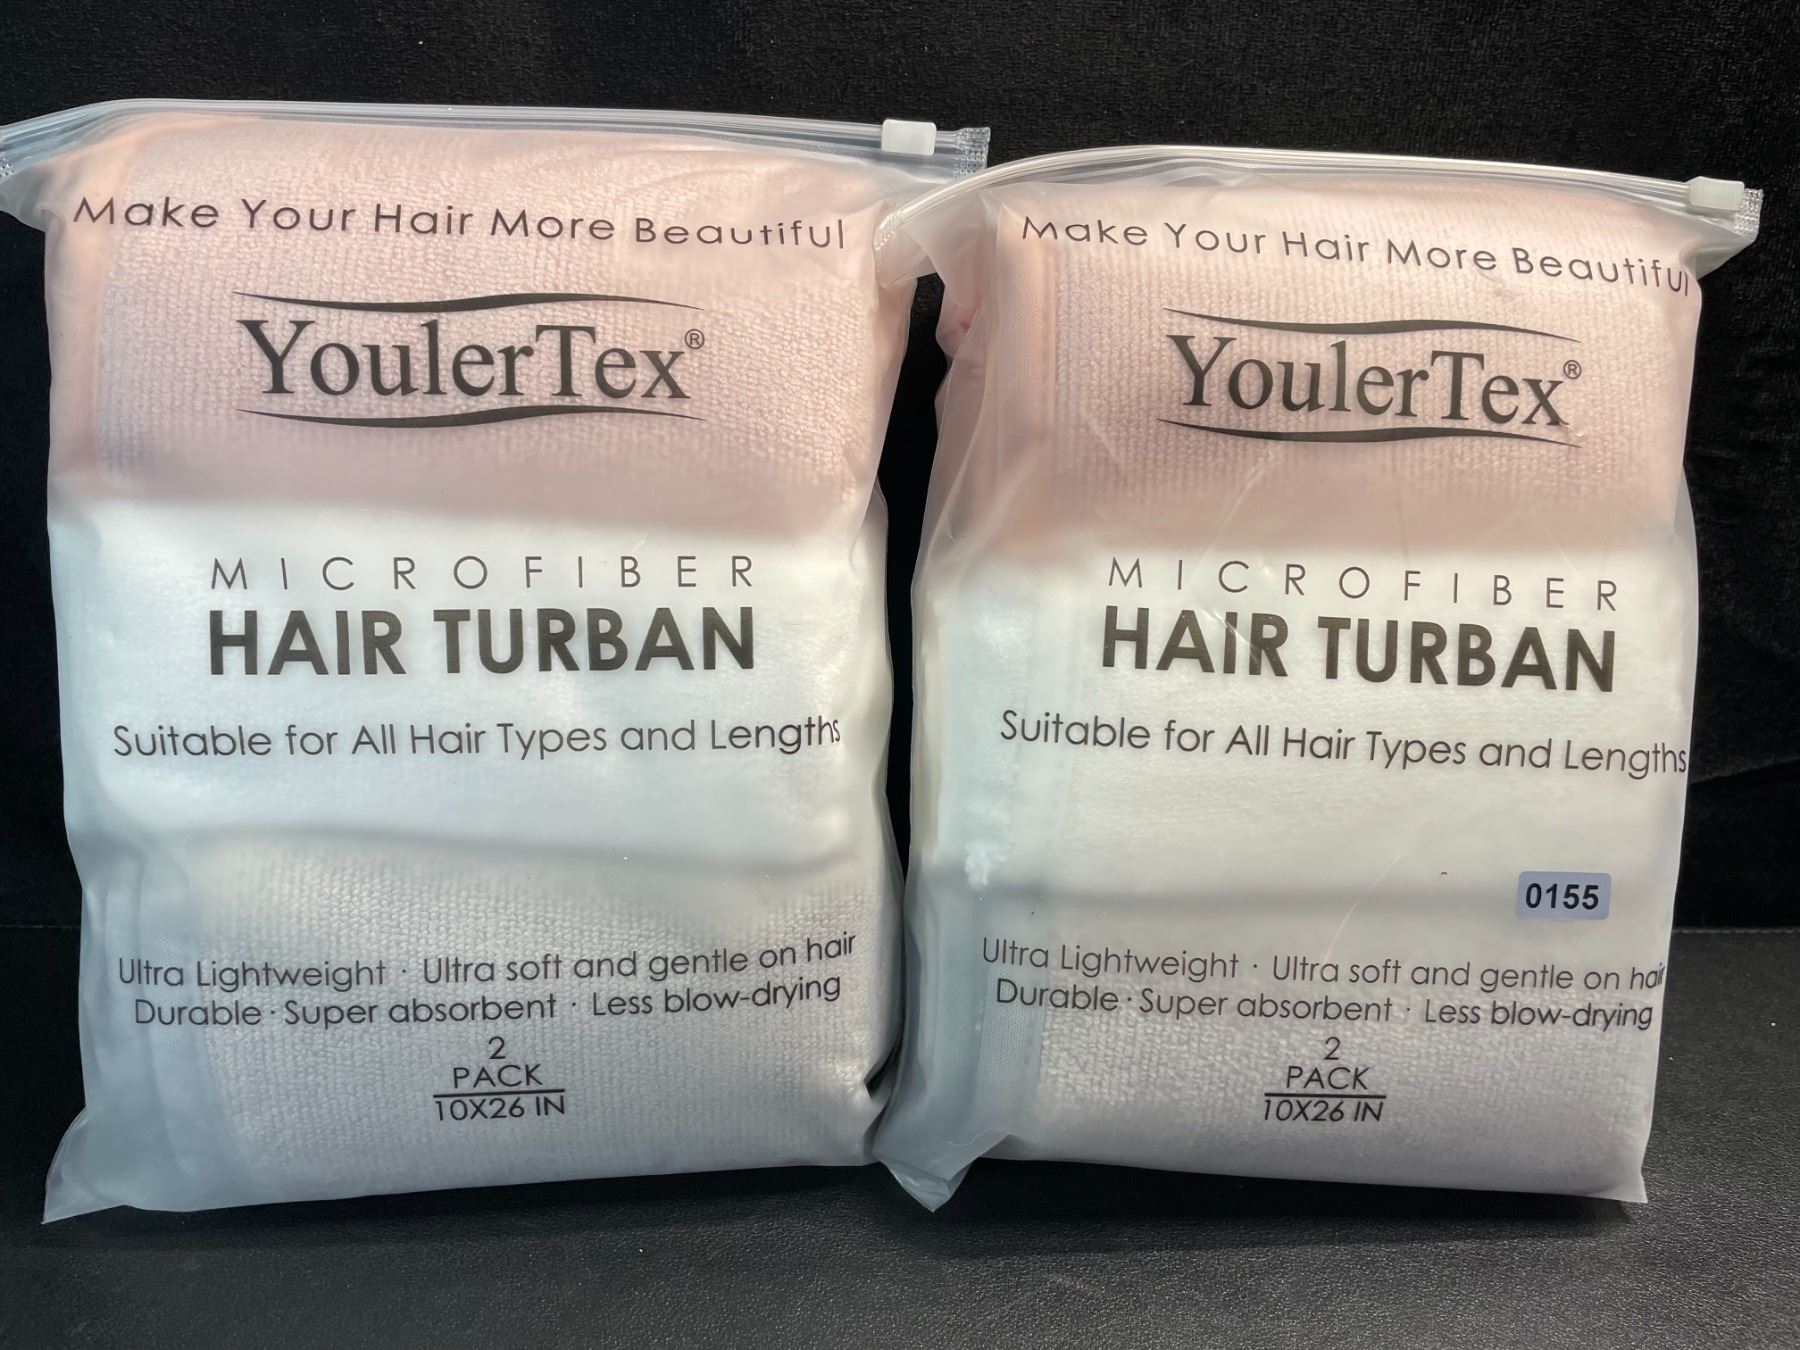 Make Your Hair More Beautiful
YoulerTex®
MICROFIBER
HAIR TURBAN
Suitable for All Hair Types and Lengths
Ultra Lightweight · Ultra soft and gentle on hair
Durable · Super absorbent · Less blow-drying
2
PACK
10X26 IN
Make Your Hair More Beautiful
YoulerTex®
MICROFIBER
HAIR TURBAN
Suitable for All Hair Types and Lengths
0155
Ultra Lightweight · Ultra soft and gentle on hair
Durable · Super absorbent · Less blow-drying
2
PACK
10X26 IN